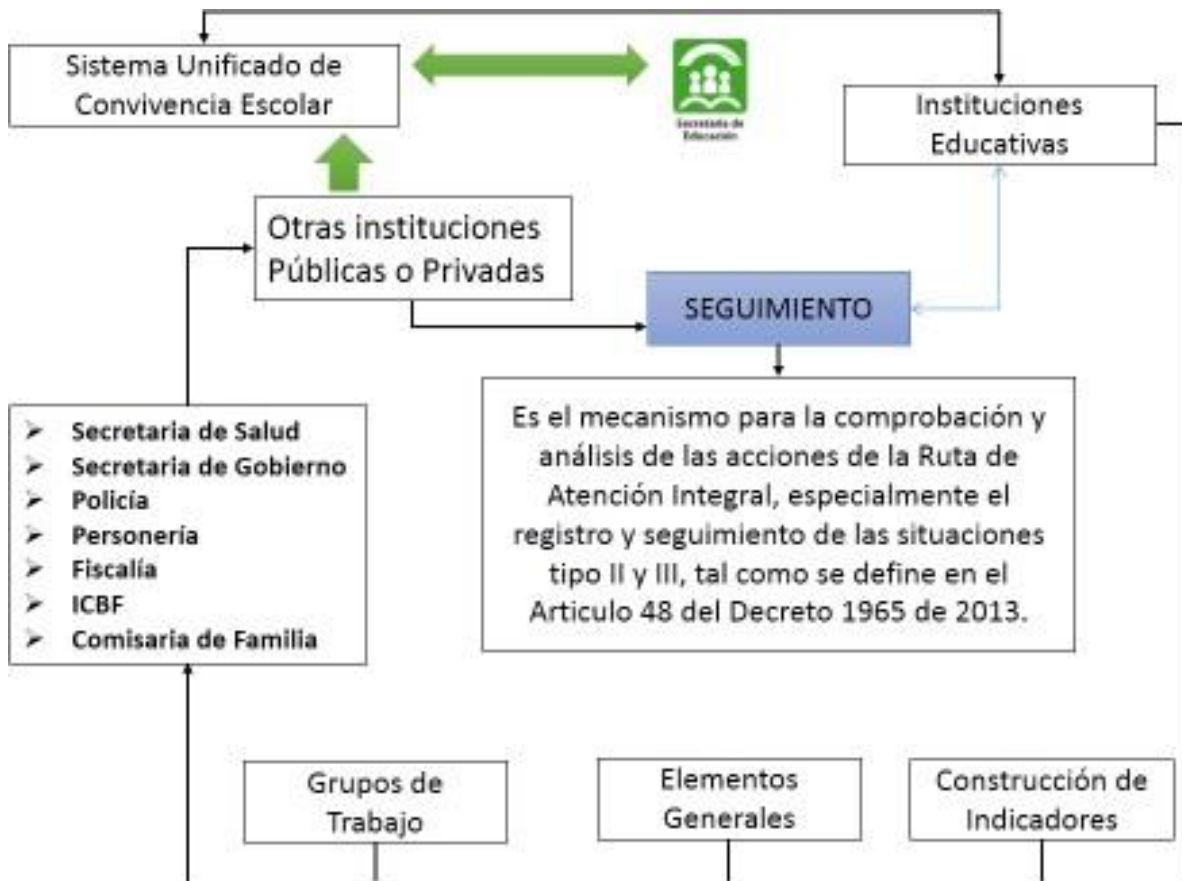 Sistema Unificado de
Convivencia Escolar
Secretaria de
Educación
Instituciones
Educativas
Otras instituciones
Públicas o Privadas
SEGUIMIENTO
Es el mecanismo para la comprobación y
análisis de las acciones de la Ruta de
Atención Integral, especialmente el
registro y seguimiento de las situaciones
tipo II y III, tal como se define en el
Articulo 48 del Decreto 1965 de 2013.
Secretaria de Salud
Secretaria de Gobierno
Policía
Personería
Fiscalía
ICBF
Comisaria de Familia
Grupos de
Trabajo
Elementos
Generales
Construcción de
Indicadores